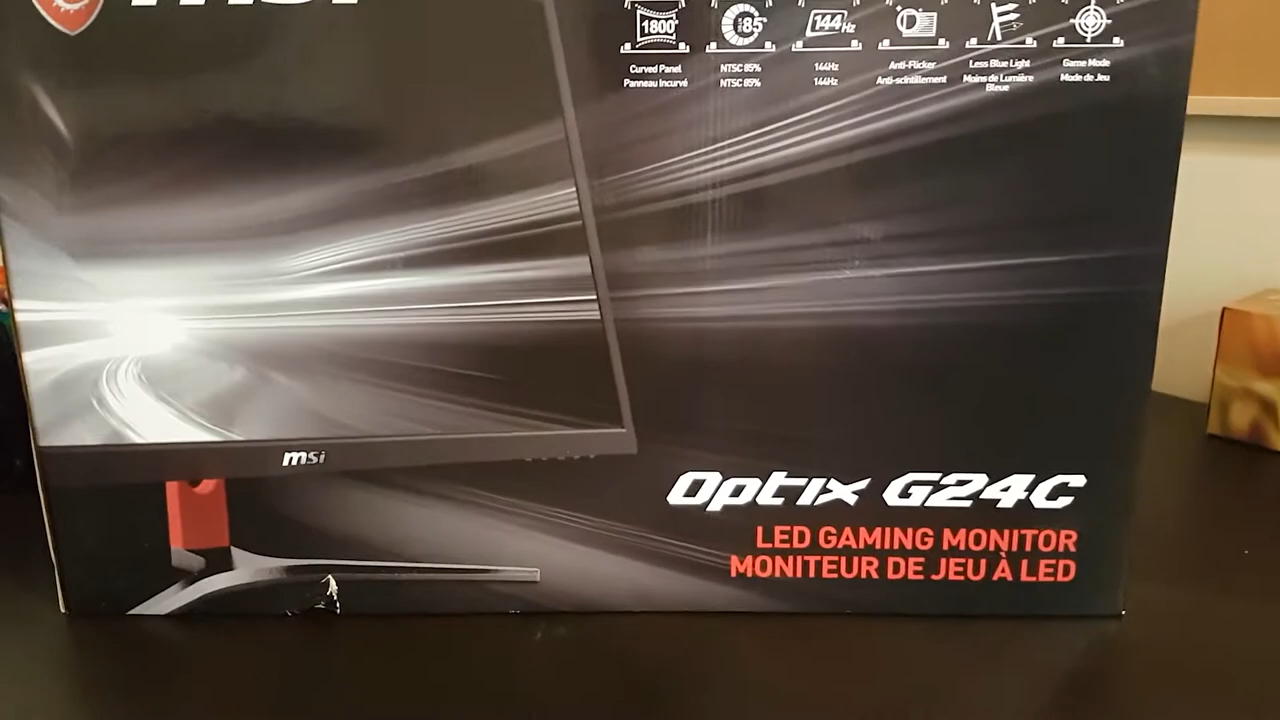 msi
1800
85%
144Hz
Curved Panel
Panneau Incurvé
NTSC 85%
NTSC 85%
144Hz
144Hz
Anti-Flicker
Anti-scintillement
Less Blue Light
Moins de Lumière
Bleue
Game Mode
Mode de Jeu
msi
Optix G24C
LED GAMING MONITOR
MONITEUR DE JEU À LED